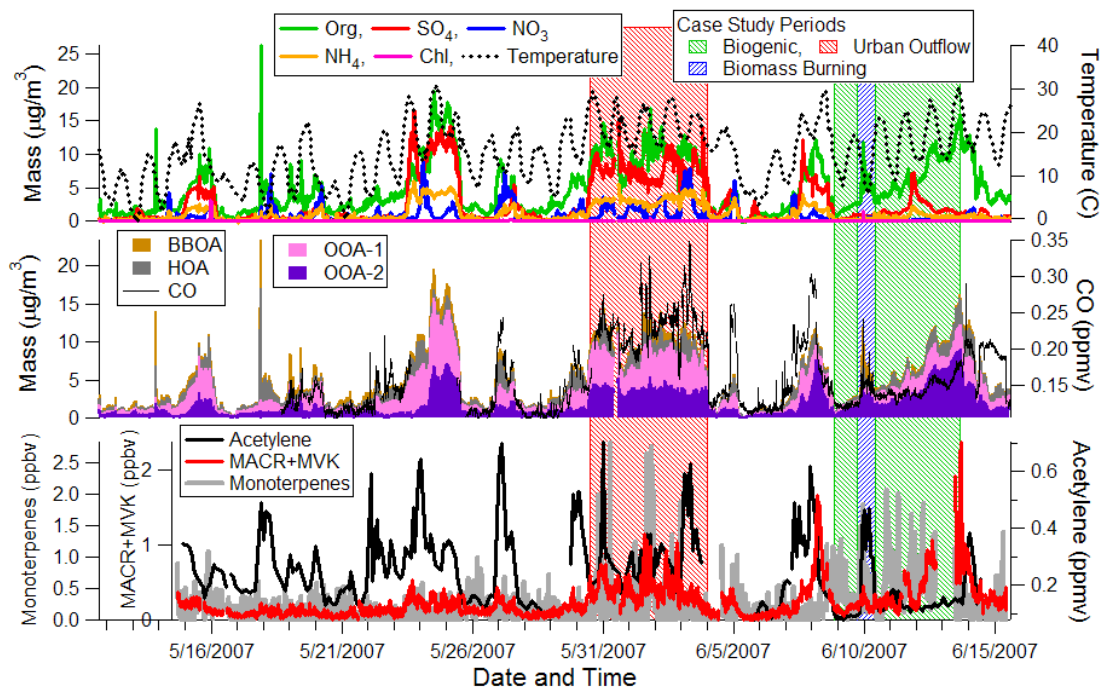 Org, SO4, NO3
NH4, Chl, Temperature
Case Study Periods
Biogenic, Urban Outflow
Biomass Burning
25
20
15
10
5
0
Mass (µg/m3)
40
30
20
10
0
Temperature (C)
BBOA
HOA
CO
OOA-1
OOA-2
20
15
10
5
0
Mass (µg/m3)
0.35
0.30
0.25
0.20
0.15
CO (ppmv)
Acetylene
MACR+MVK
Monoterpenes
2.5
2.0
1.5
1.0
0.5
0.0
Monoterpenes (ppbv)
2
1
0
MACR+MVK (ppbv)
0.6
0.4
0.2
Acetylene (ppmv)
5/16/2007 5/21/2007 5/26/2007 5/31/2007 6/5/2007 6/10/2007 6/15/2007
Date and Time